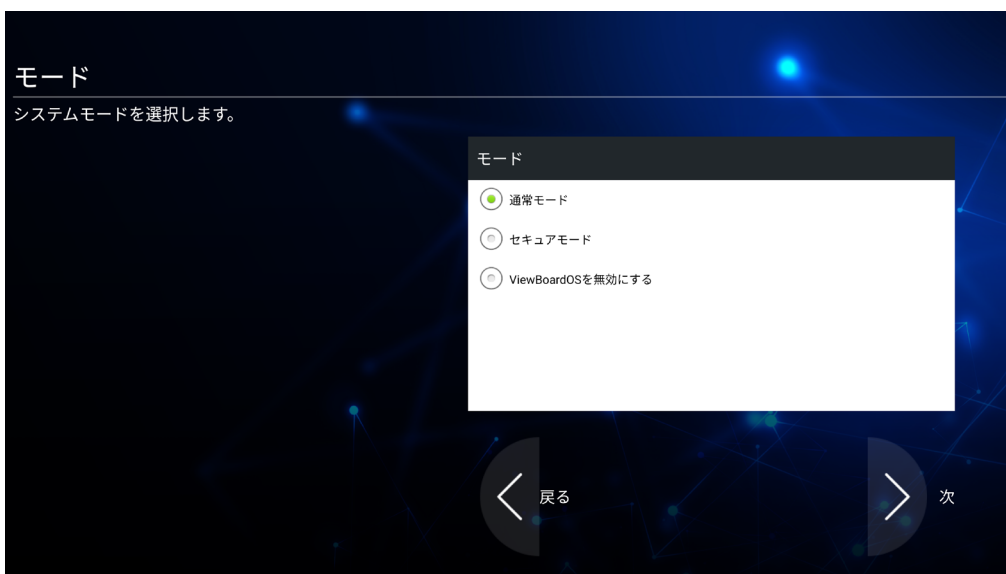 モード
システムモードを選択します。
モード
通常モード
セキュアモード
ViewBoardOSを無効にする
戻る
次